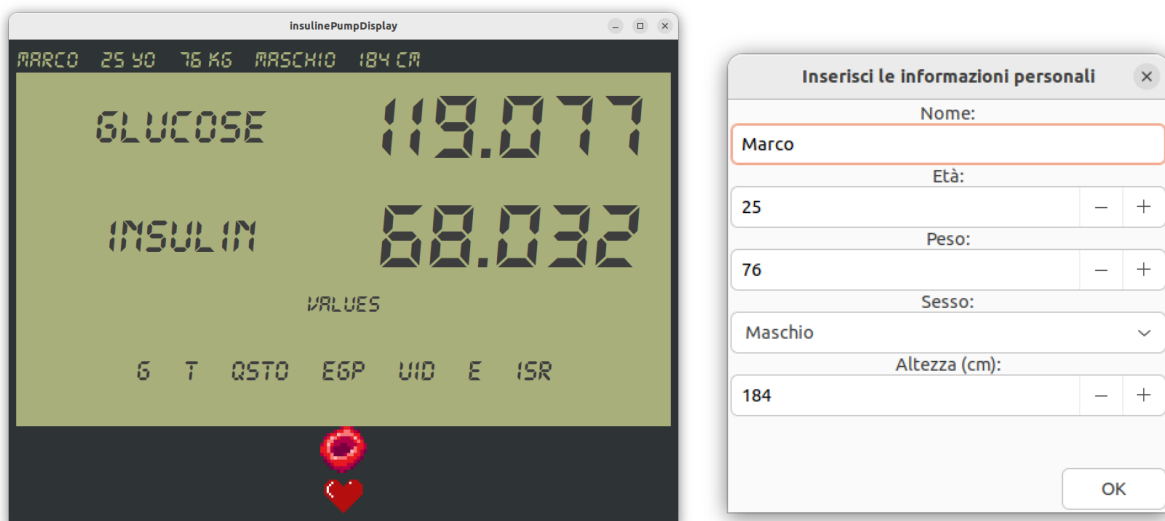 insulinePumpDisplay
MARCO 25 YO 76 KG MASCHIO 184 CM
GLUCOSE 119.077
INSULIN 68.032
VALUES
G T QSTO EGP UID E ISR
Inserisci le informazioni personali
Nome:
Marco
Età:
25
Peso:
76
Sesso:
Maschio
Altezza (cm):
184
OK